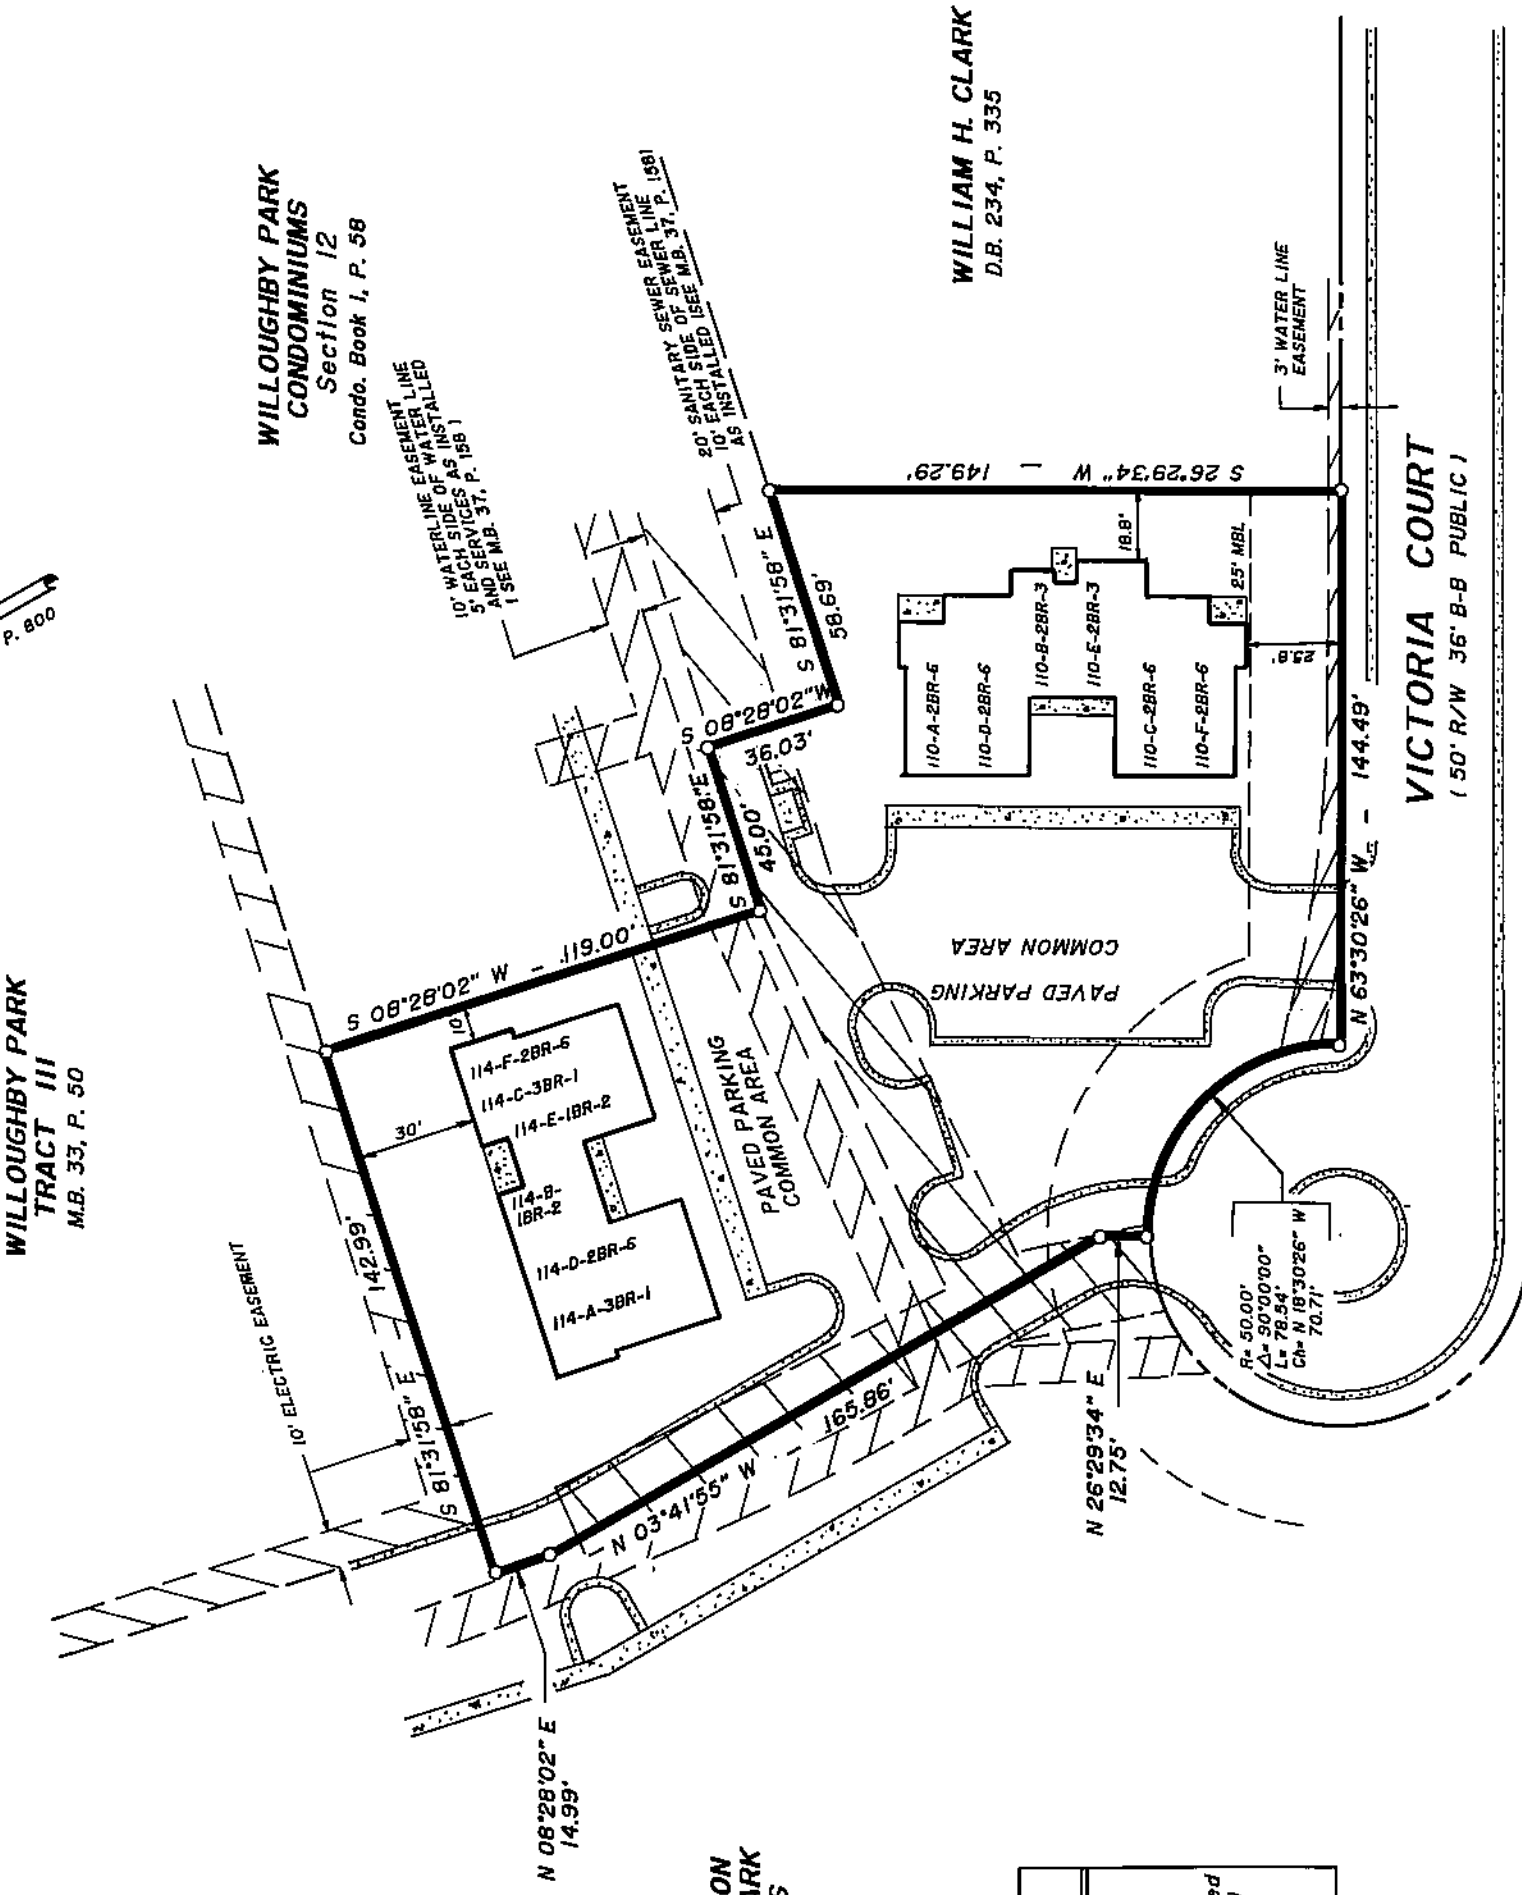 P. 800
WILLOUGHBY PARK
CONDOMINIUMS
Section 12
Condo. Book 1, P. 58
WILLIAM H. CLARK
D.B. 234, P. 335
WILLOUGHBY PARK
TRACT III
M.B. 33, P. 50
10' WATERLINE EASEMENT
5' EACH SIDE OF WATER LINE
AND SERVICES AS INSTALLED
( SEE M.B. 37, P. 158 )
20' SANITARY SEWER EASEMENT
10' EACH SIDE OF SEWER LINE
AS INSTALLED (SEE M.B. 37, P. 158)
3' WATER LINE
EASEMENT
10' ELECTRIC EASEMENT
S 81°31'58" E
142.99'
S 08°28'02" W - 119.00'
S 81°31'58" E
45.00'
S 08°28'02" W
36.03'
S 81°31'58" E
58.69'
S 26°29'34" W - 149.29'
N 63°30'26" W - 144.49'
R= 50.00'
Δ= 90°00'00"
L= 78.54'
Ch= N 18°30'26" W
70.71'
N 26°29'34" E
12.75'
N 03°41'55" W
165.86'
N 08°28'02" E
14.99'
10'
30'
114-F-2BR-6
114-C-3BR-1
114-E-1BR-2
114-B-
1BR-2
114-D-2BR-6
114-A-3BR-1
PAVED PARKING
COMMON AREA
110-A-2BR-6
110-D-2BR-6
110-B-2BR-3
110-E-2BR-3
110-C-2BR-6
110-F-2BR-6
18.8'
25' MBL
25.8'
PAVED PARKING
COMMON AREA
VICTORIA COURT
( 50' R/W 36' B-B PUBLIC )
ON
ARK
S
ed